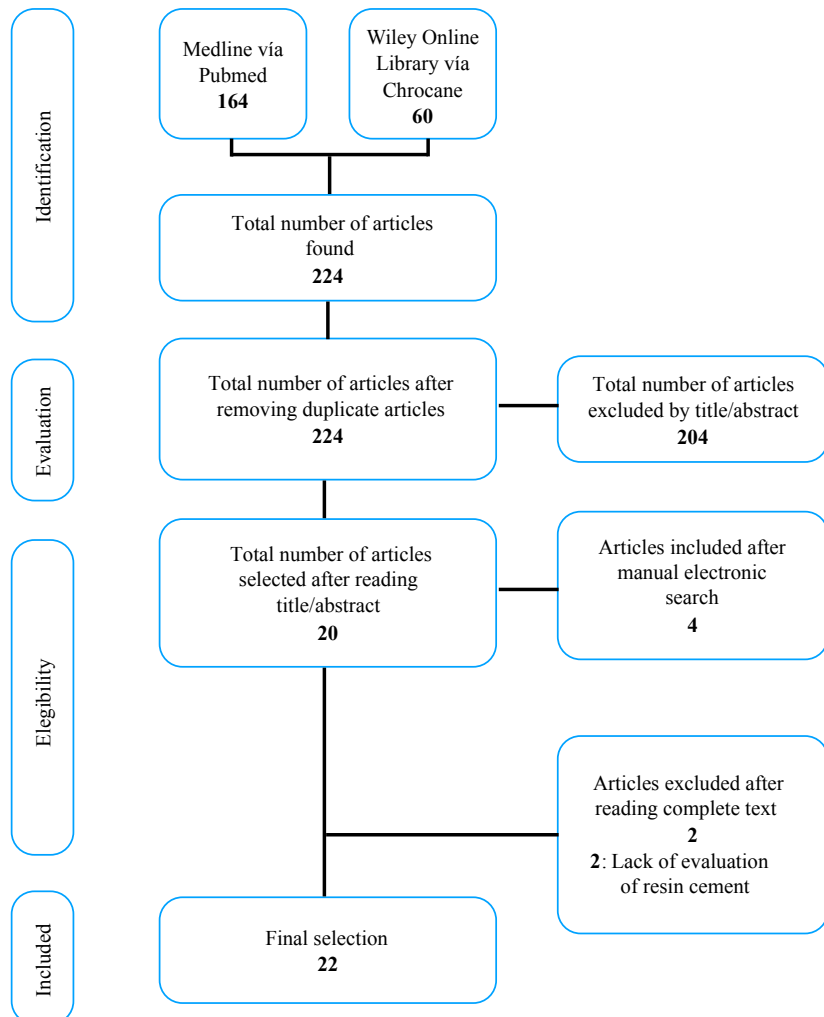 Identification
Medline vía
Pubmed
164
Wiley Online
Library vía
Chrocane
60
Total number of articles
found
224
Evaluation
Total number of articles after
removing duplicate articles
224
Total number of articles
excluded by title/abstract
204
Elegibility
Total number of articles
selected after reading
title/abstract
20
Articles included after
manual electronic
search
4
Articles excluded after
reading complete text
2
2: Lack of evaluation
of resin cement
Included
Final selection
22